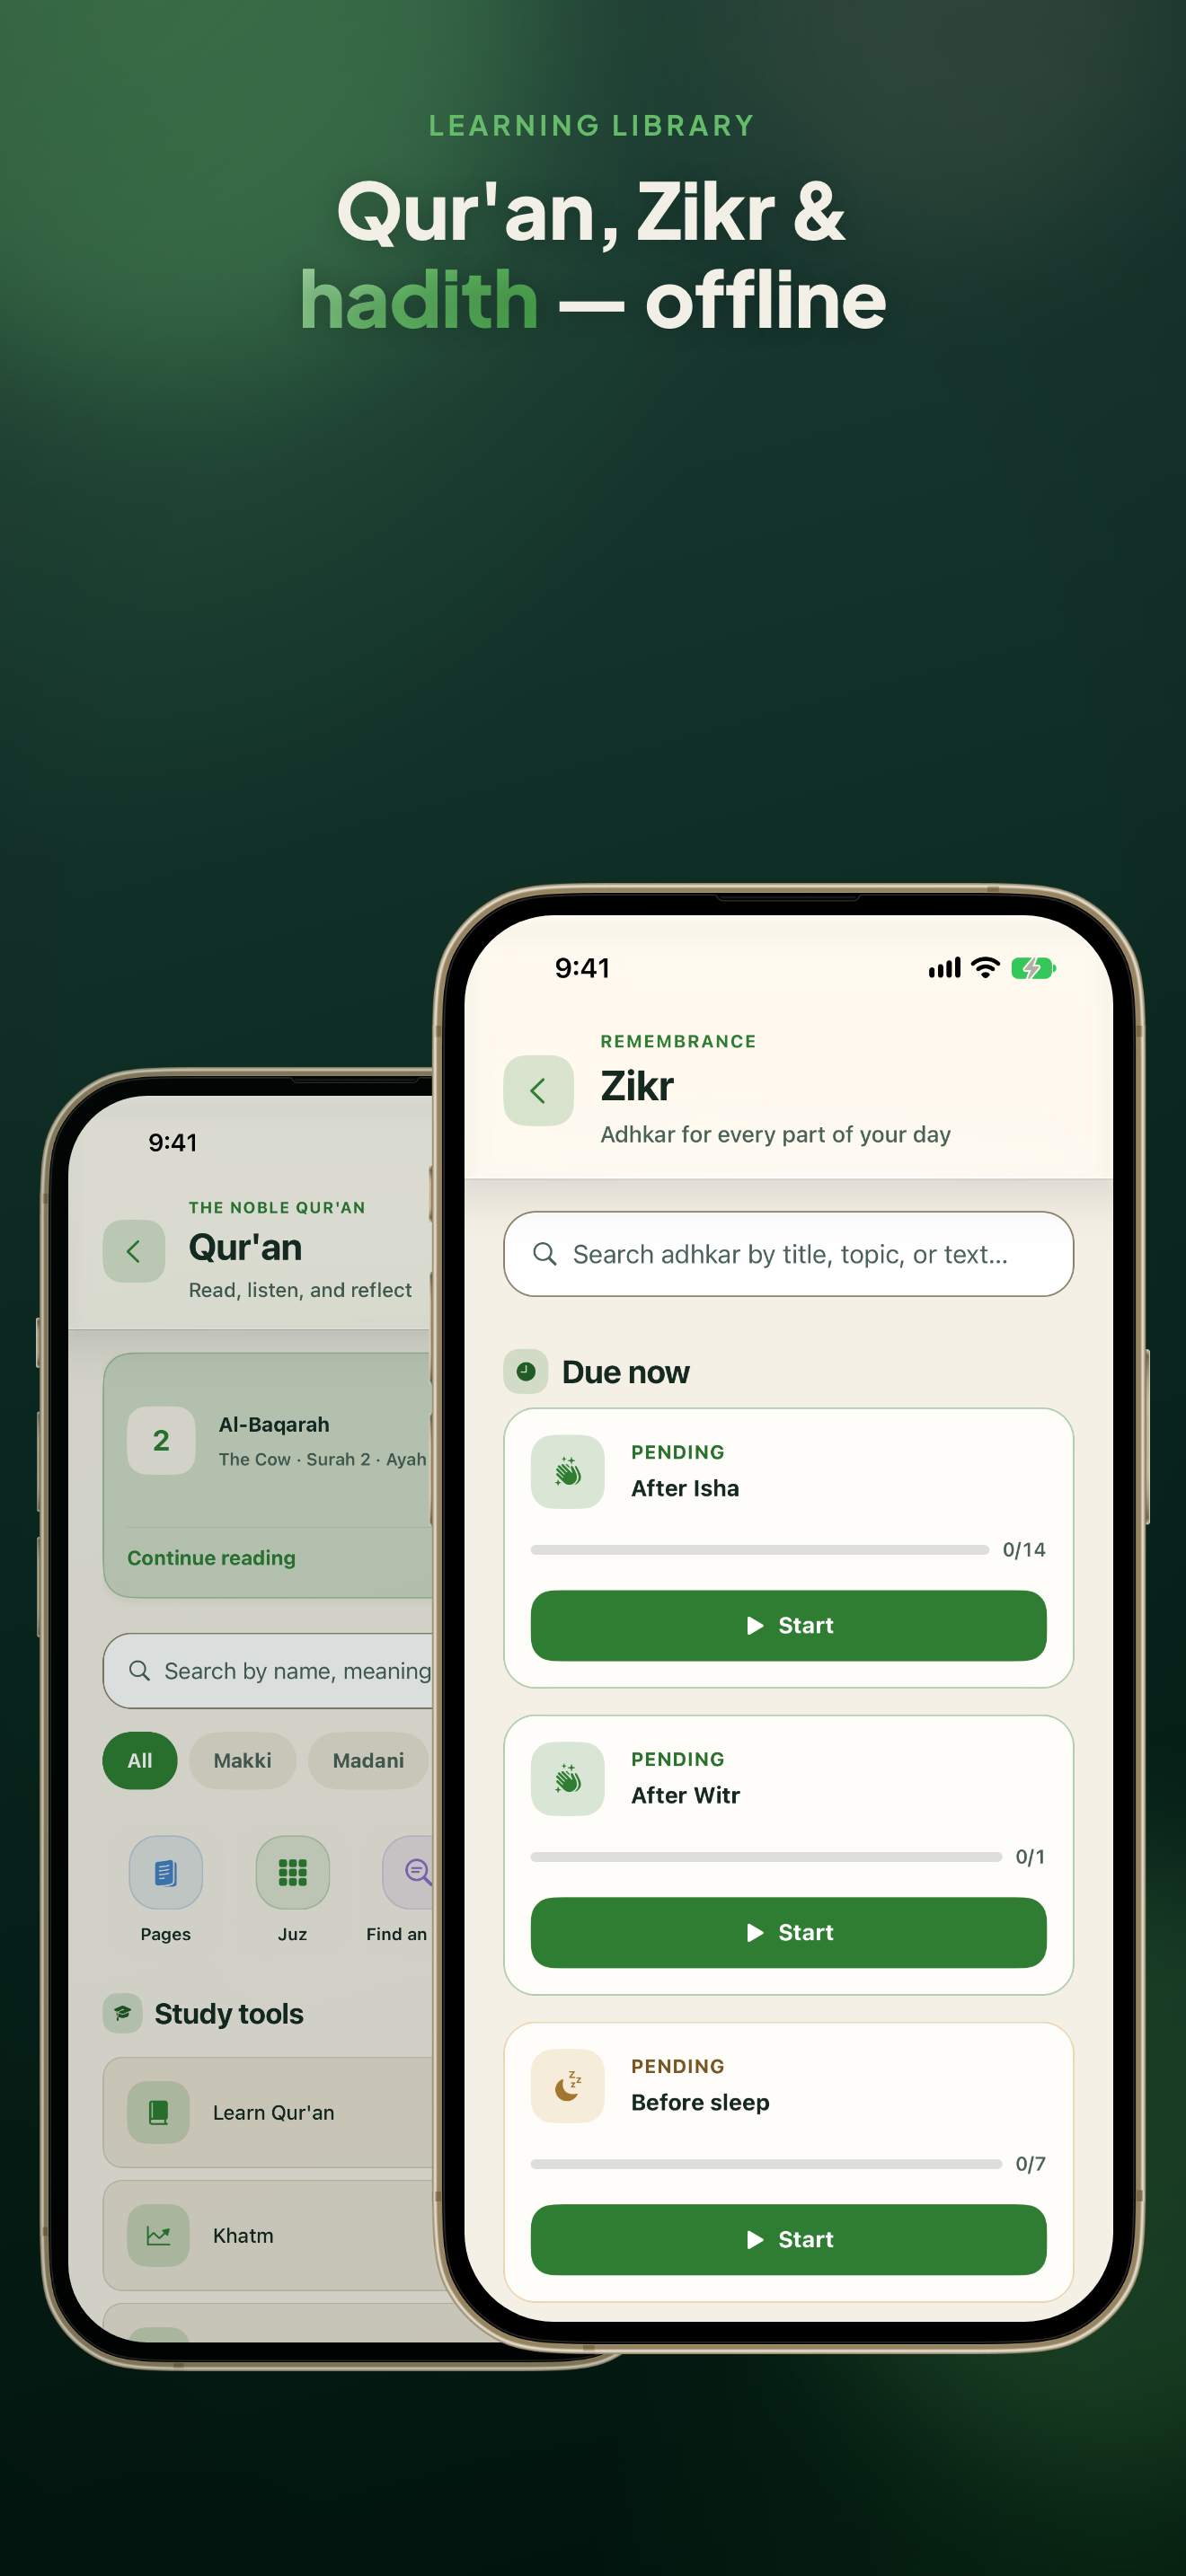 LEARNING LIBRARY
Qur'an, Zikr &
hadith — offline
9:41
THE NOBLE QUR'AN
Qur'an
Read, listen, and reflect
2
Al-Baqarah
The Cow · Surah 2 · Ayah
Continue reading
Search by name, meaning
All Makki Madani
Pages Juz Find an
Study tools
Learn Qur'an
Khatm
9:41
REMEMBRANCE
Zikr
Adhkar for every part of your day
Search adhkar by title, topic, or text...
Due now
PENDING
After Isha
0/14
Start
PENDING
After Witr
0/1
Start
PENDING
Before sleep
0/7
Start